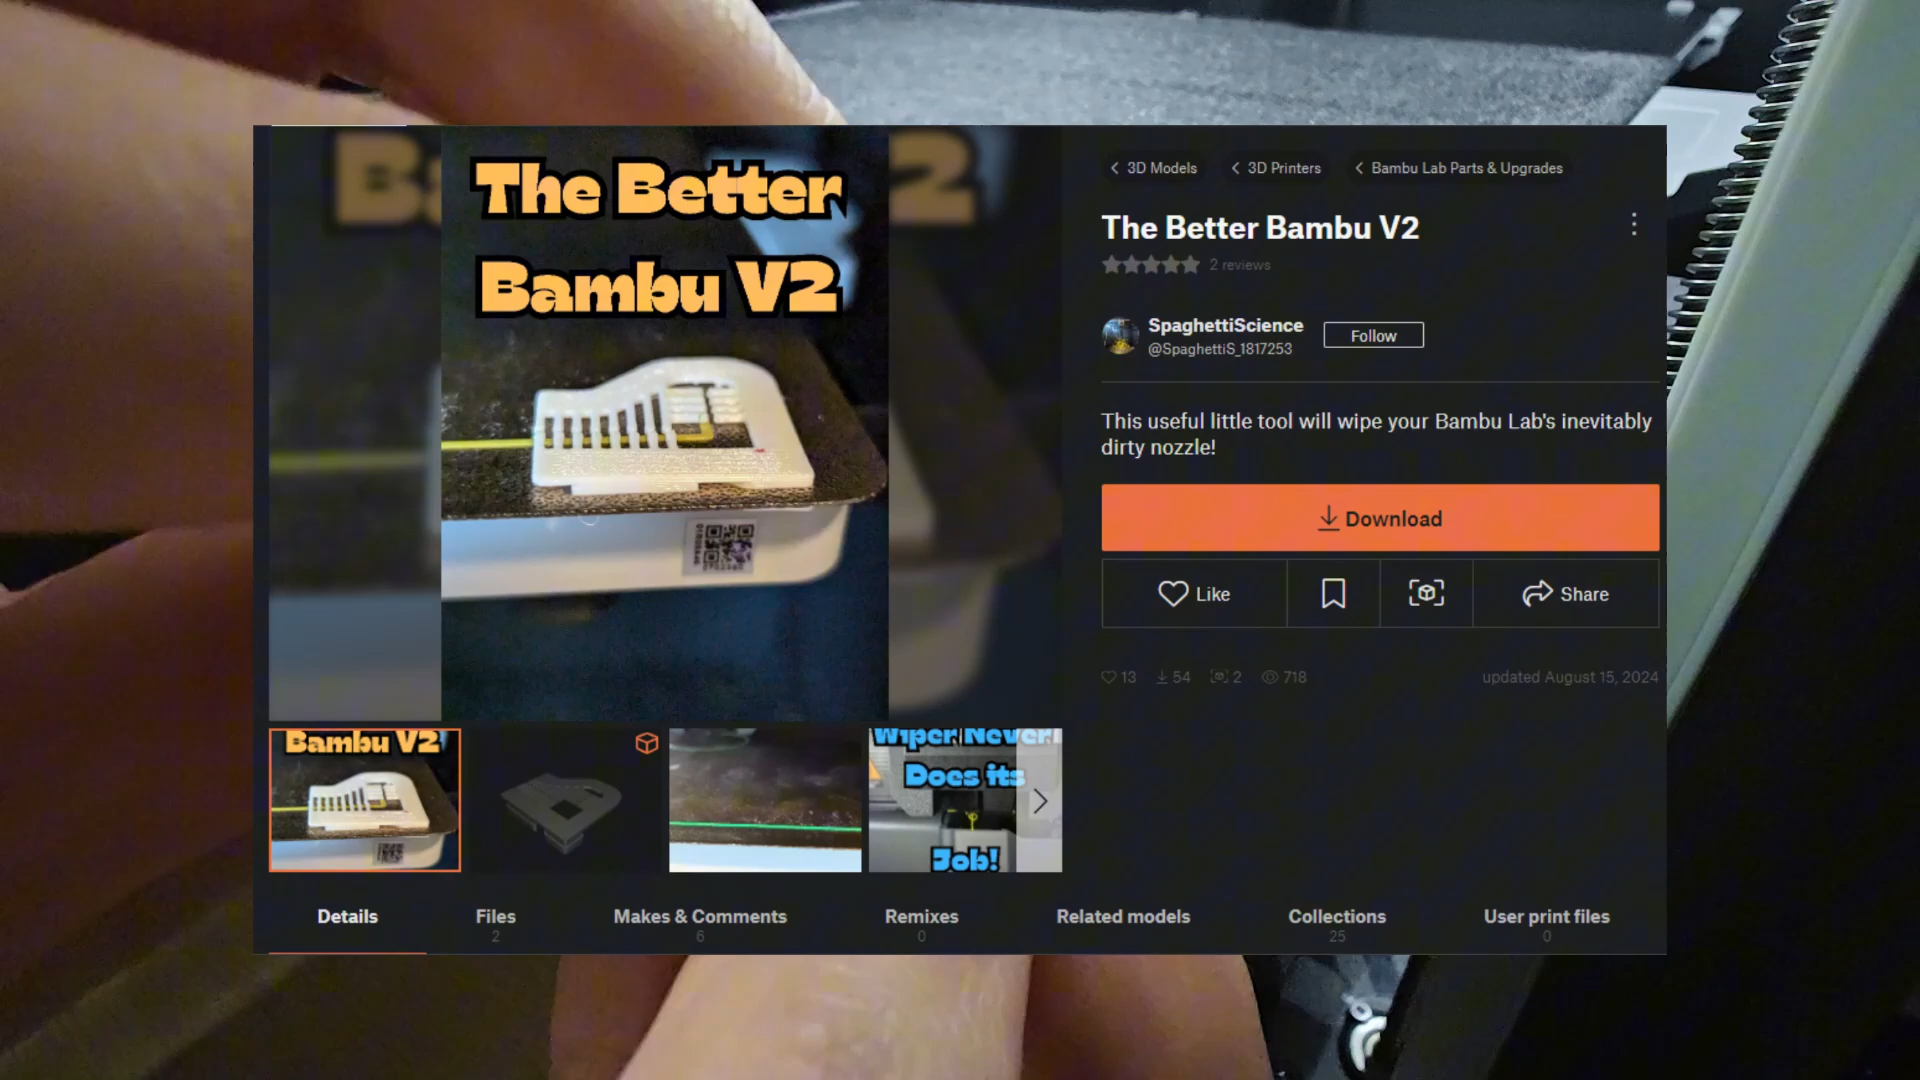 The Better
Bambu V2
2
3D Models
3D Printers
Bambu Lab Parts & Upgrades
The Better Bambu V2
2 reviews
SpaghettiScience
@SpaghettiS_1817253
Follow
This useful little tool will wipe your Bambu Lab's inevitably
dirty nozzle!
Download
Like
Share
13
54
2
718
updated August 15, 2024
Bambu V2
Wiper Never
Does its
Job!
Details
Files
2
Makes & Comments
6
Remixes
0
Related models
Collections
25
User print files
0